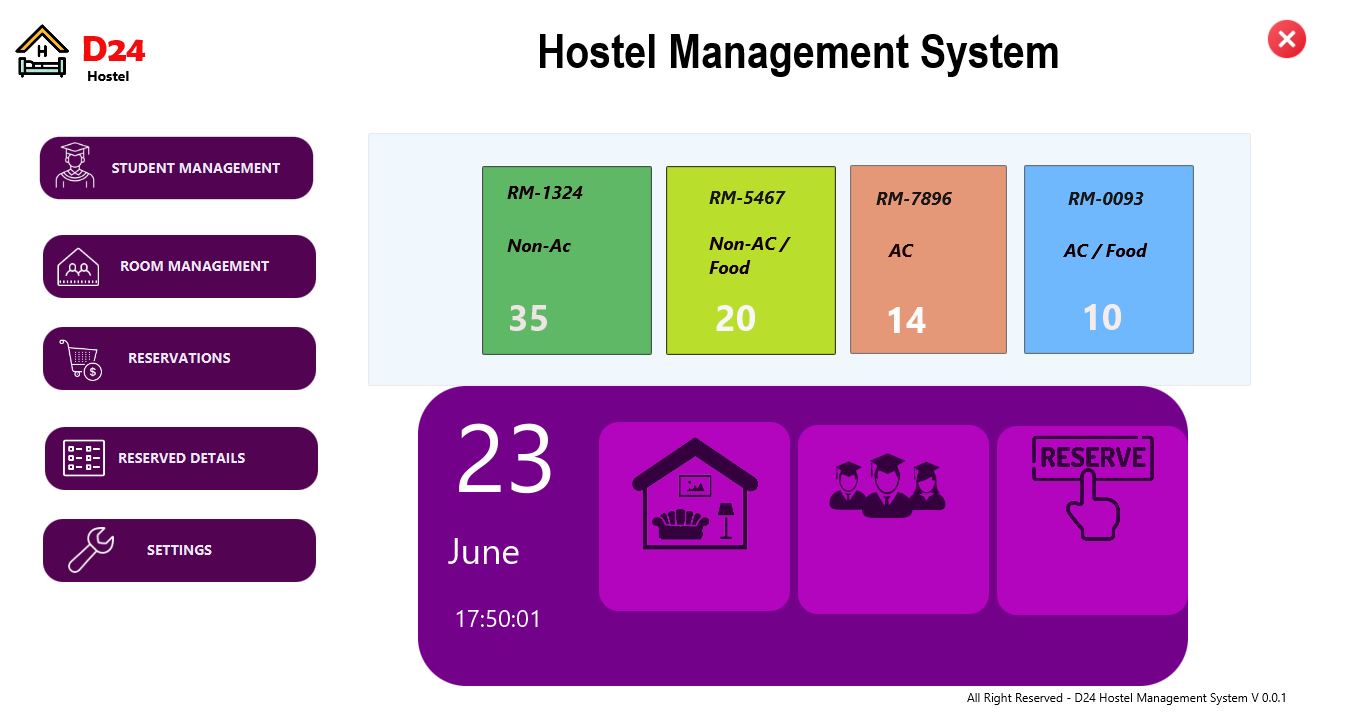 H
D24
Hostel
Hostel Management System
STUDENT MANAGEMENT
ROOM MANAGEMENT
RESERVATIONS
$
RESERVED DETAILS
SETTINGS
RM-1324
Non-Ac
35
RM-5467
Non-AC /
Food
20
RM-7896
AC
14
RM-0093
AC / Food
10
23
June
17:50:01
RESERVE
All Right Reserved - D24 Hostel Management System V 0.0.1